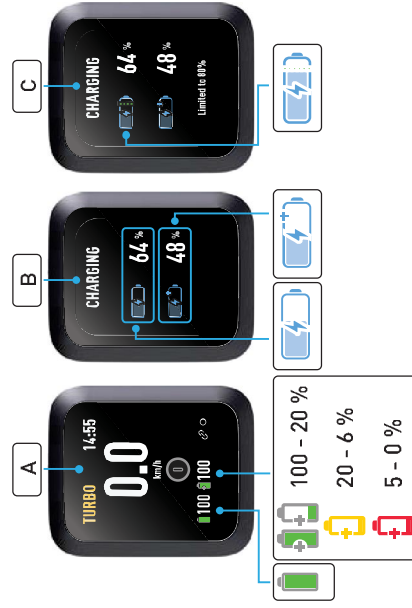 A
TURBO 14:55
0.0
km/h
0
100 100
100 - 20 %
20 - 6 %
5 - 0 %
B
CHARGING
64 %
48 %
C
CHARGING
64 %
48 %
Limited to 80%